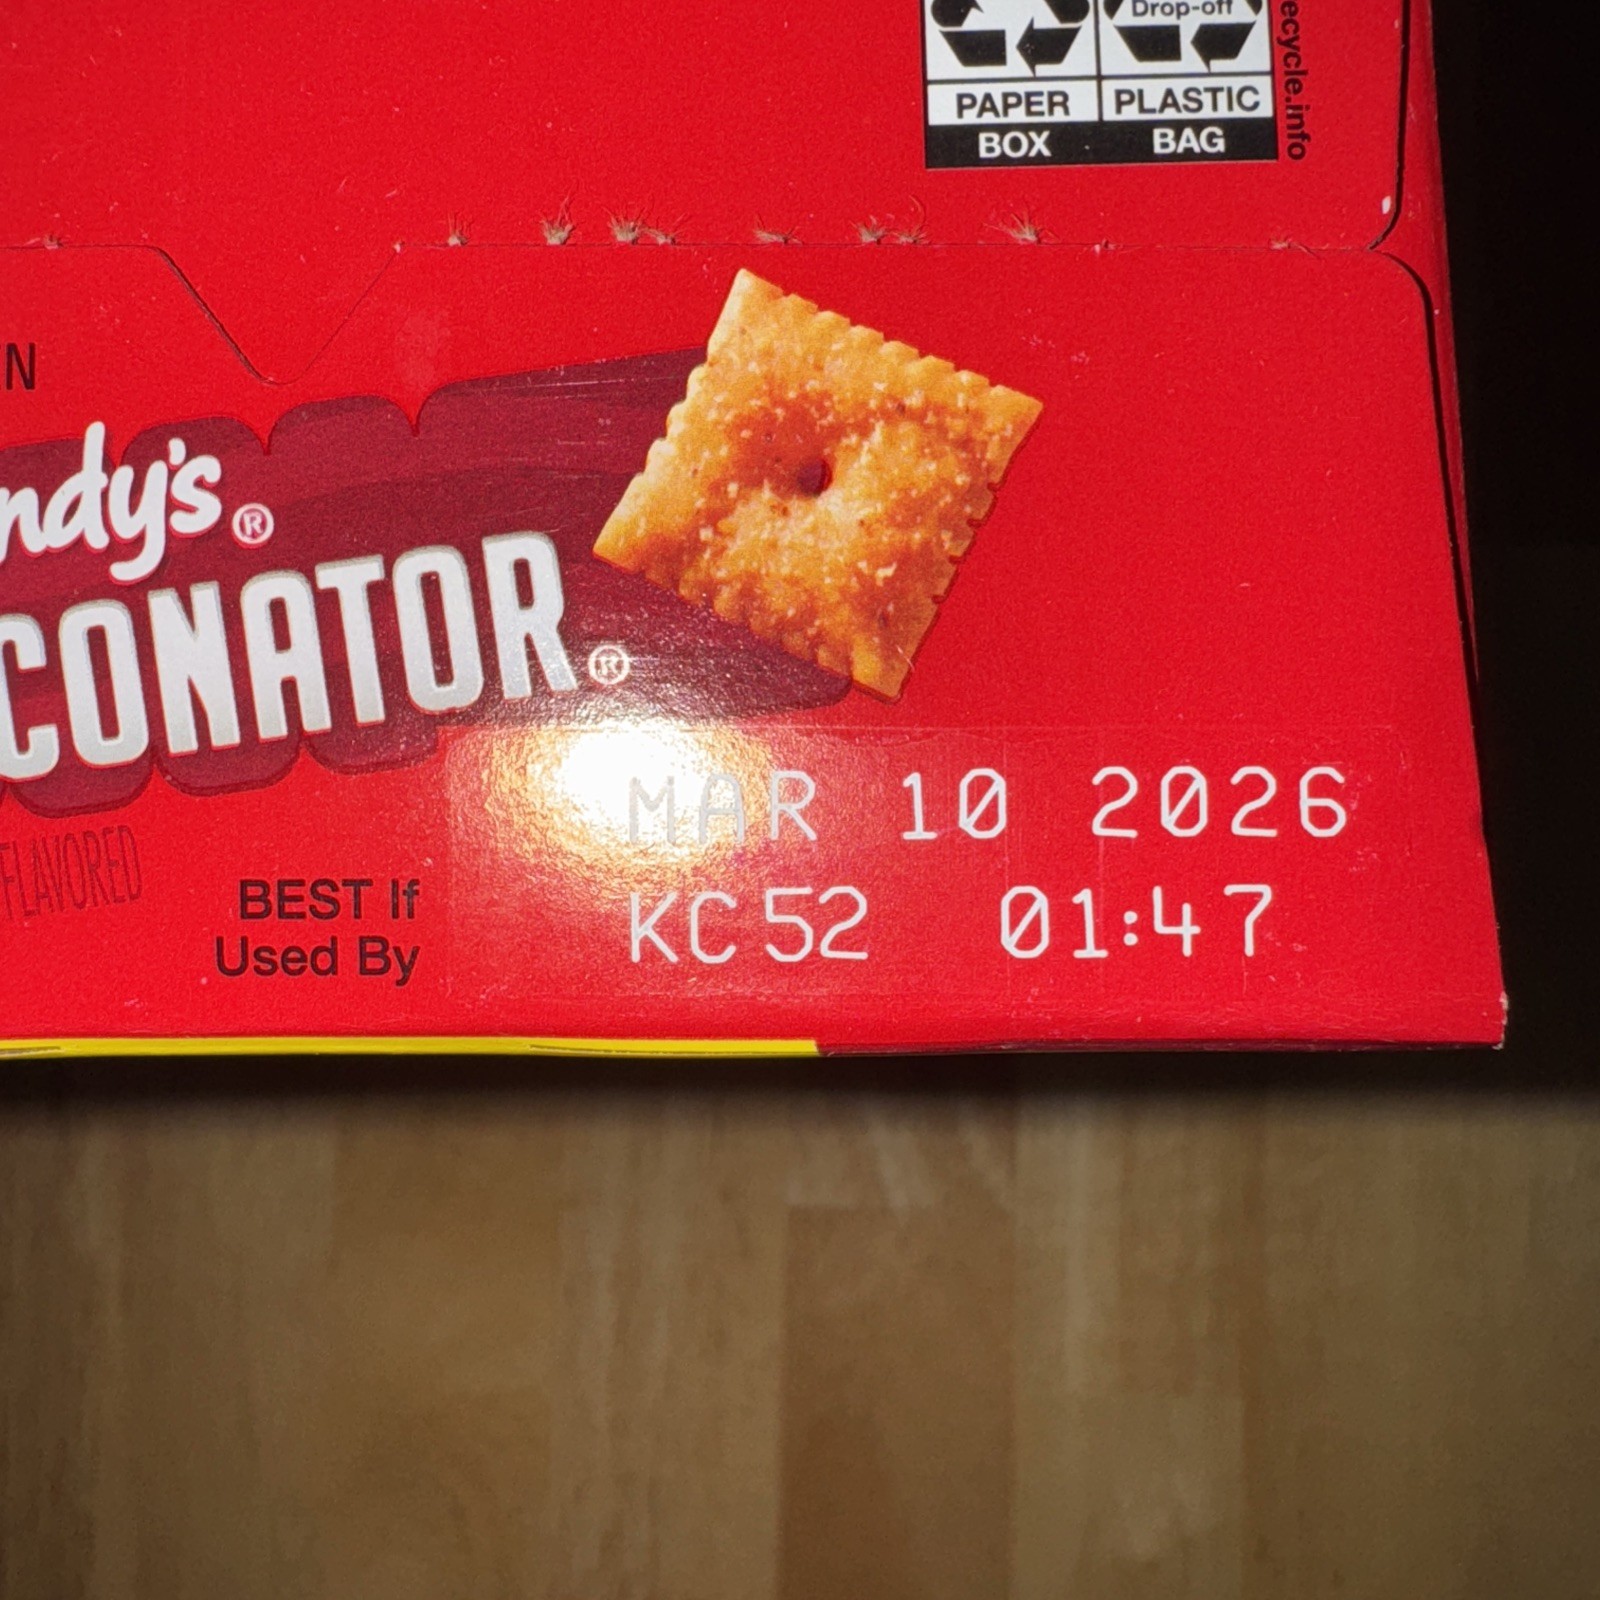 Drop-off
PAPER PLASTIC
BOX BAG
ecycle.info
N
ndy's®
CONATOR®
FLAVORED
MAR 10 2026
BEST If
Used By
KC52 01:47